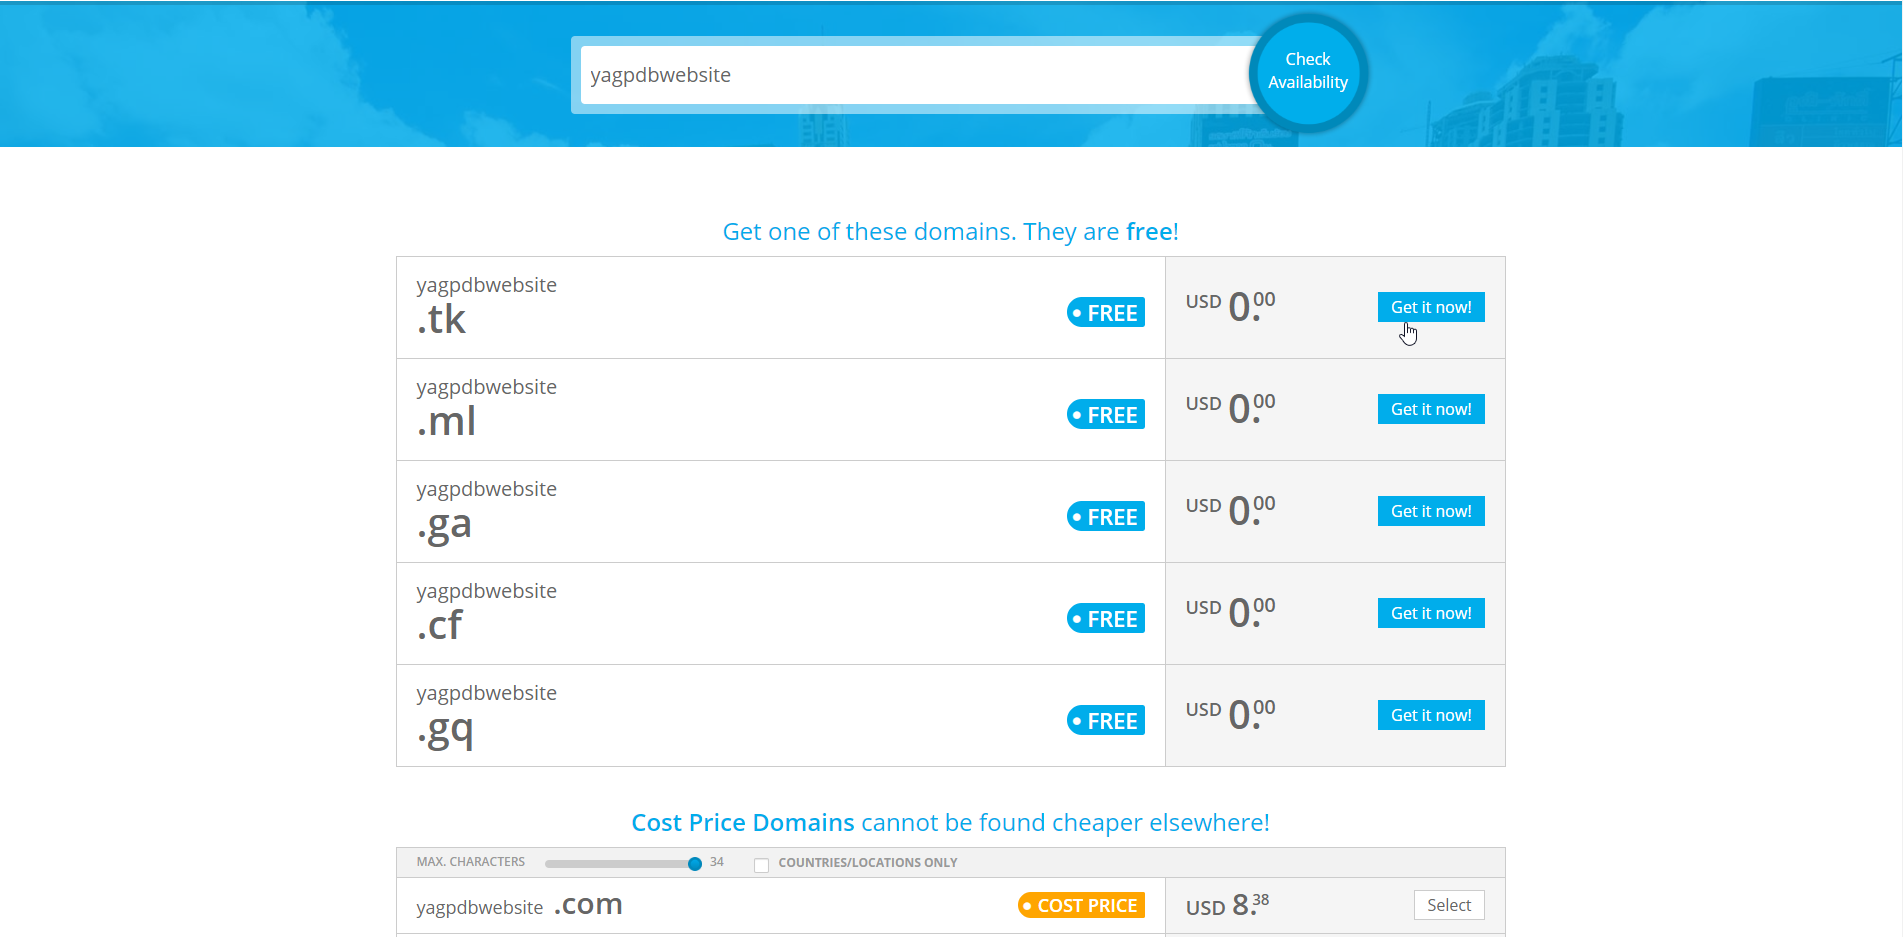 yagpdbwebsite
Check
Availability
Get one of these domains. They are free!
yagpdbwebsite
.tk
FREE
USD 0.00
Get it now!
yagpdbwebsite
.ml
FREE
USD 0.00
Get it now!
yagpdbwebsite
.ga
FREE
USD 0.00
Get it now!
yagpdbwebsite
.cf
FREE
USD 0.00
Get it now!
yagpdbwebsite
.gq
FREE
USD 0.00
Get it now!
Cost Price Domains cannot be found cheaper elsewhere!
MAX. CHARACTERS 34 COUNTRIES/LOCATIONS ONLY
yagpdbwebsite .com COST PRICE USD 8.38 Select